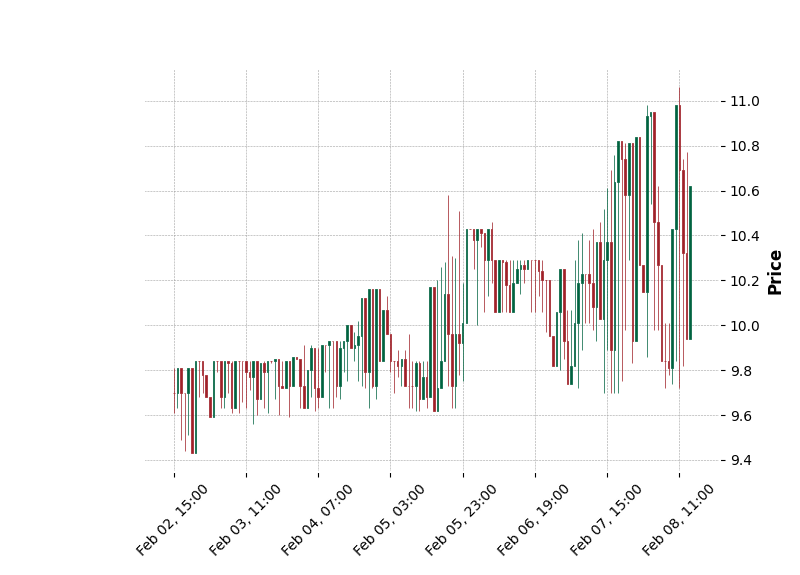 11.0
10.8
10.6
10.4
10.2
10.0
9.8
9.6
9.4
Price
Feb 02, 15:00
Feb 03, 11:00
Feb 04, 07:00
Feb 05, 03:00
Feb 05, 23:00
Feb 06, 19:00
Feb 07, 15:00
Feb 08, 11:00